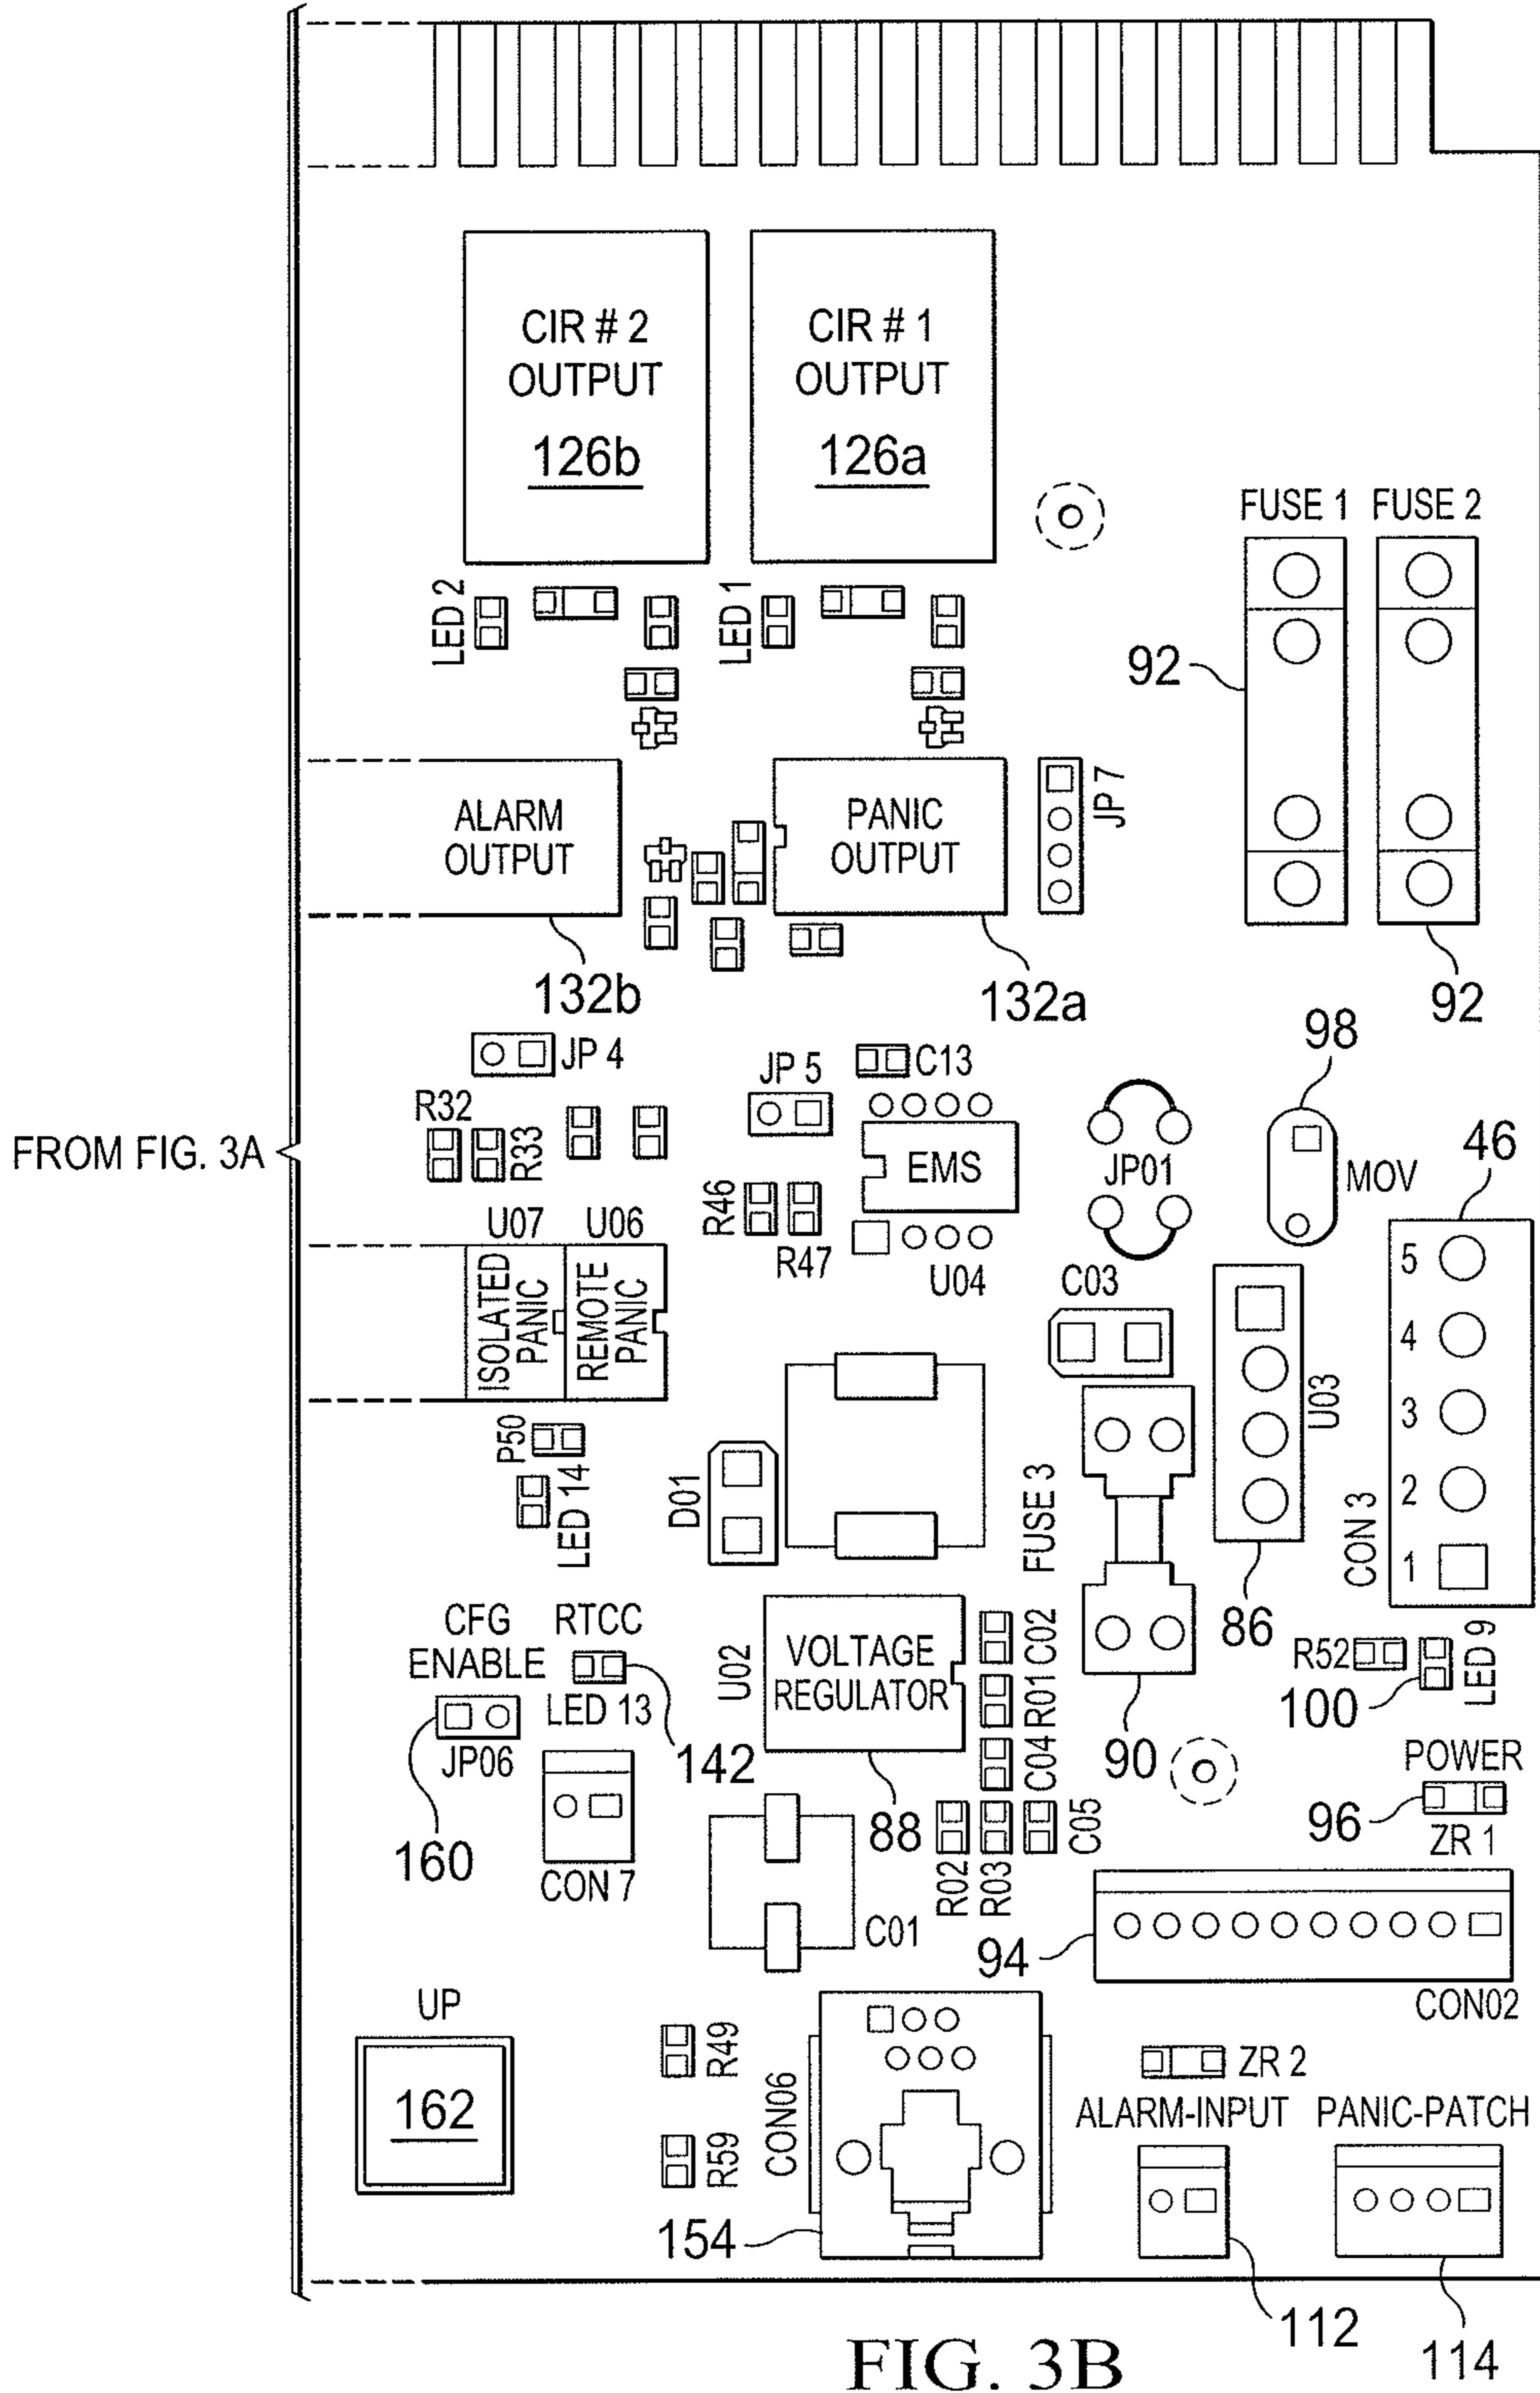 CIR # 2
OUTPUT
126b
CIR # 1
OUTPUT
126a
FUSE 1
FUSE 2
LED 2
LED 1
92
ALARM
OUTPUT
PANIC
OUTPUT
JP 7
132b
132a
92
98
JP 4
JP 5
C13
R32
R33
FROM FIG. 3A
EMS
JP01
MOV
46
R46
R47
U04
U07
U06
ISOLATED
PANIC
REMOTE
PANIC
C03
5
4
3
2
1
U03
CON 3
P50
LED 14
D01
FUSE 3
86
CFG
ENABLE
RTCC
LED 13
JP06
142
U02
VOLTAGE
REGULATOR
C02
R01
C04
90
R52
LED 9
100
POWER
96
ZR 1
160
CON 7
88
R02
R03
C05
C01
94
CON02
UP
162
R49
R59
CON06
154
ZR 2
ALARM-INPUT
PANIC-PATCH
112
114
FIG. 3B